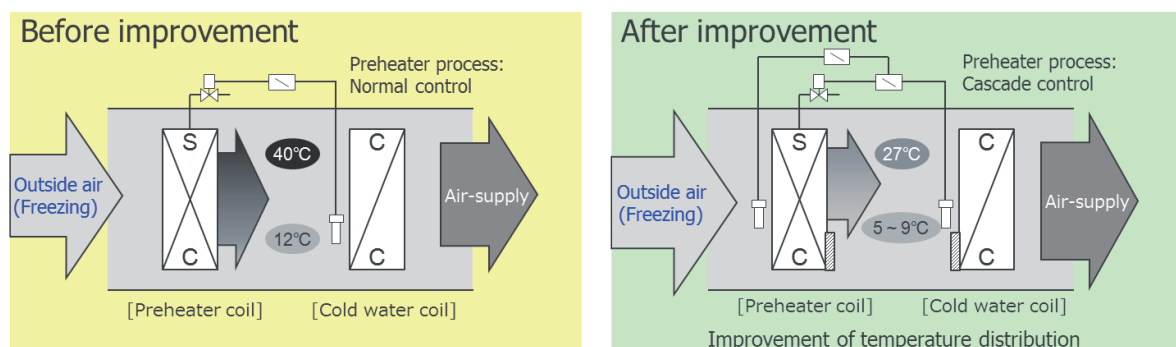 Before improvement
Preheater process:
Normal control
S
C
40℃
Outside air
(Freezing)
Air-supply
12℃
C
C
[Preheater coil]
[Cold water coil]
After improvement
Preheater process:
Cascade control
S
C
27℃
Outside air
(Freezing)
Air-supply
5 ~ 9℃
C
C
[Preheater coil]
[Cold water coil]
Improvement of temperature distribution